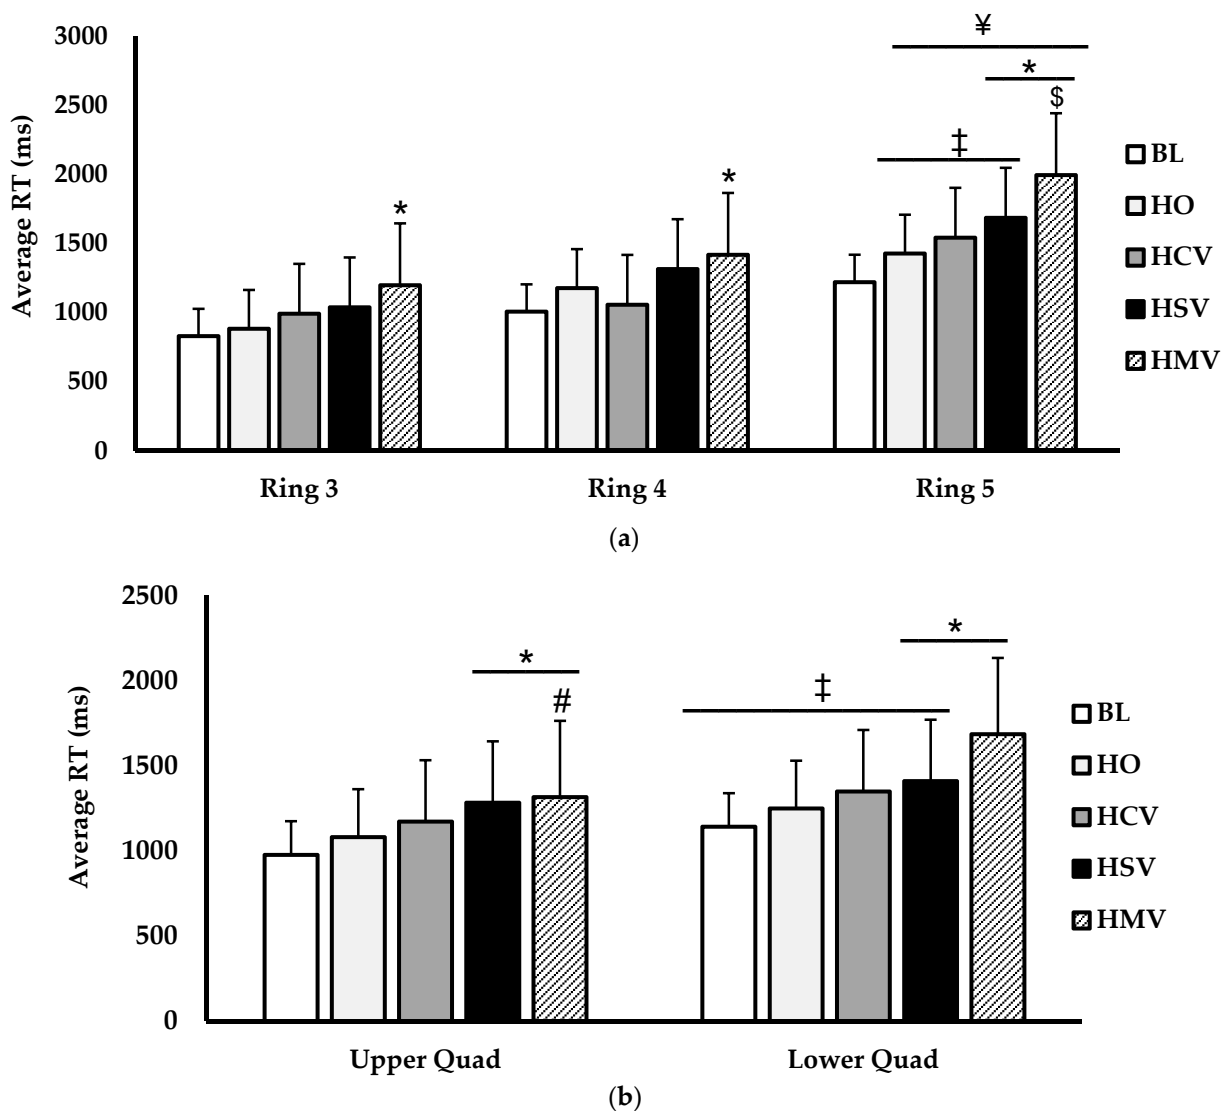 ¥
3000
*
2500
$
‡
BL
2000
*
HO
*
1500
HCV
1000
HSV
500
HMV
0
Average RT (ms)
Ring 3 Ring 4 Ring 5
(a)
2500
*
2000
*
‡
#
BL
1500
HO
1000
HCV
500
HSV
0
HMV
Average RT (ms)
Upper Quad Lower Quad
(b)